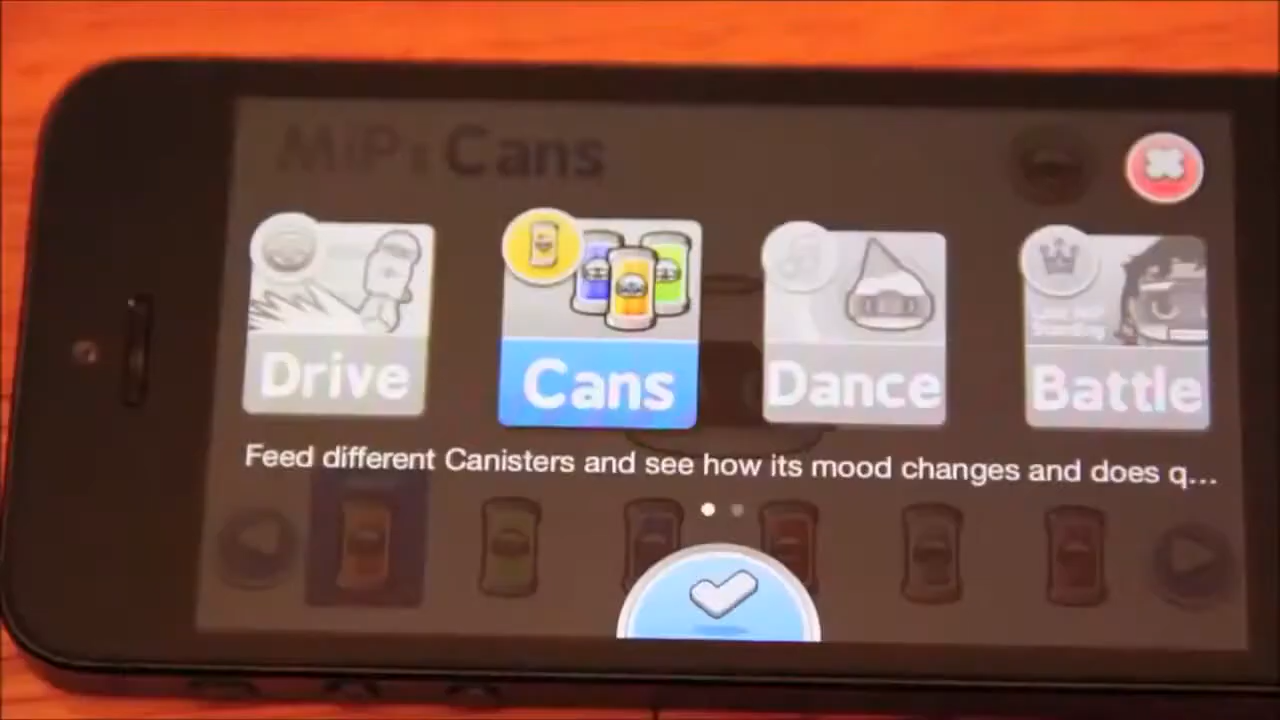 MiP Cans
Drive
Cans
Dance
Battle
Feed different Canisters and see how its mood changes and does q...